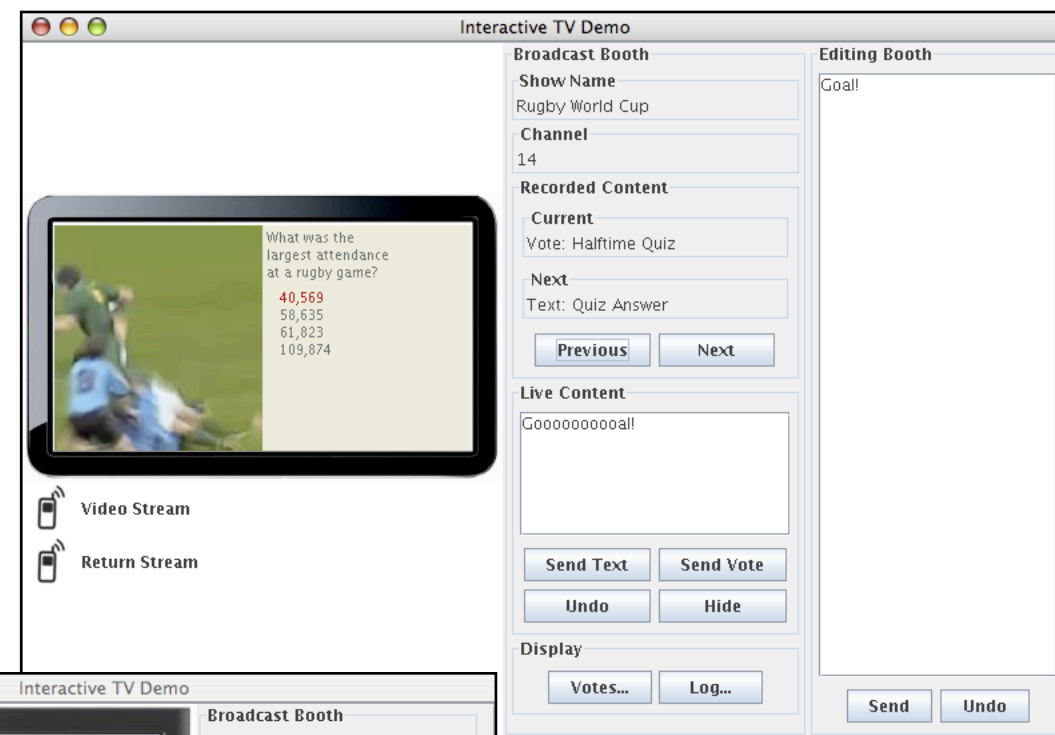 Interactive TV Demo
What was the
largest attendance
at a rugby game?
40,569
58,635
61,823
109,874
Video Stream
Return Stream
Broadcast Booth
Show Name
Rugby World Cup
Channel
14
Recorded Content
Current
Vote: Halftime Quiz
Next
Text: Quiz Answer
Previous
Next
Live Content
Goooooooooal!
Send Text
Send Vote
Undo
Hide
Display
Votes...
Log...
Editing Booth
Goal!
Send
Undo
Interactive TV Demo
Broadcast Booth